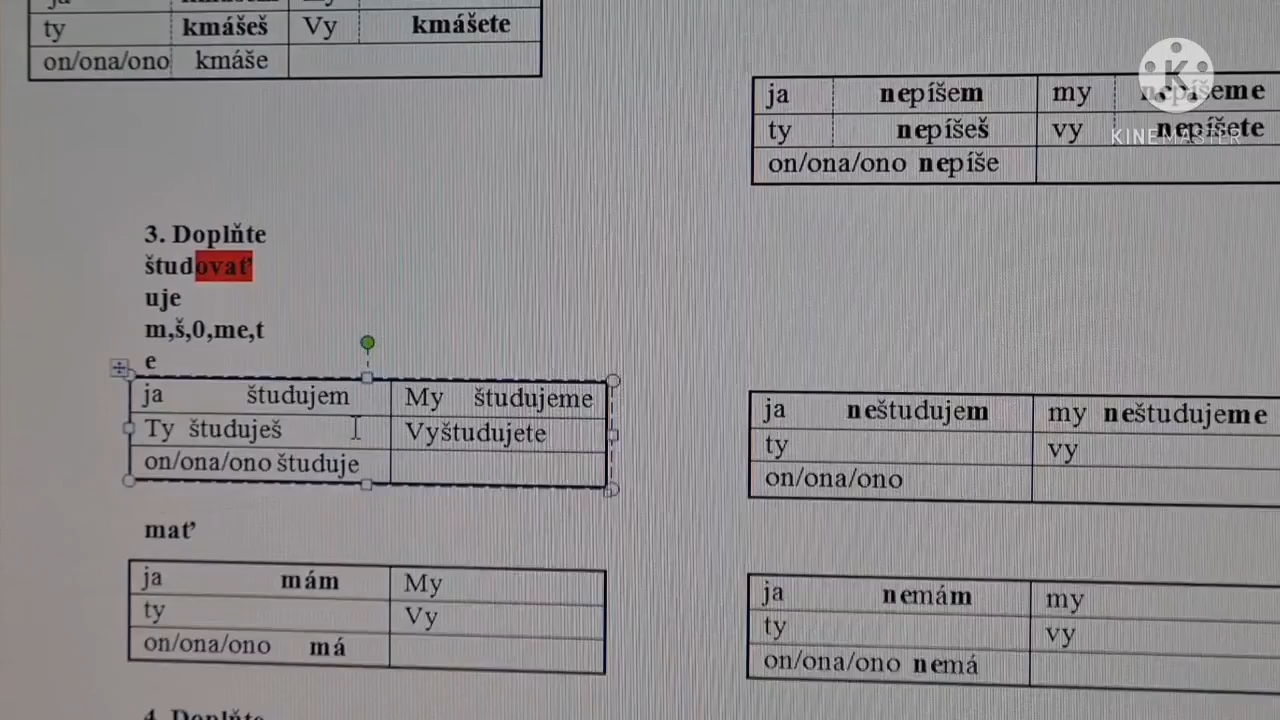 ty kmášeš Vy kmášete
on/ona/ono kmáše
ja nepíšem my nepíšeme
ty nepíšeš vy nepíšete
on/ona/ono nepíše
KINEMASTER
3. Doplňte
študovať
uje
m,š,0,me,t
e
ja študujem My študujeme
Ty študuješ Vyštudujete
on/ona/ono študuje
ja neštudujem my neštudujeme
ty vy
on/ona/ono
mať
ja mám My
ty Vy
on/ona/ono má
ja nemám my
ty vy
on/ona/ono nemá
4. Doplňte